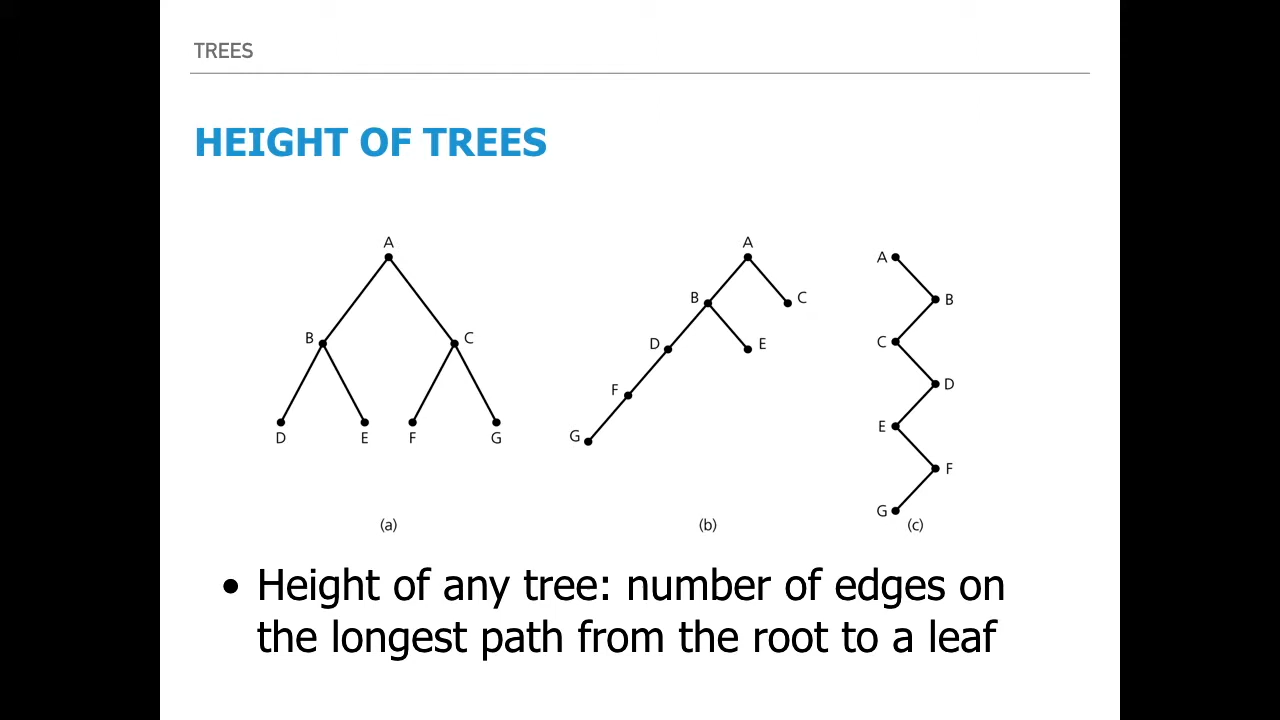 TREES
HEIGHT OF TREES
A
B
C
D
E
F
G
(a)
A
B
C
D
E
F
G
(b)
A
B
C
D
E
F
G
(c)
• Height of any tree: number of edges on
the longest path from the root to a leaf